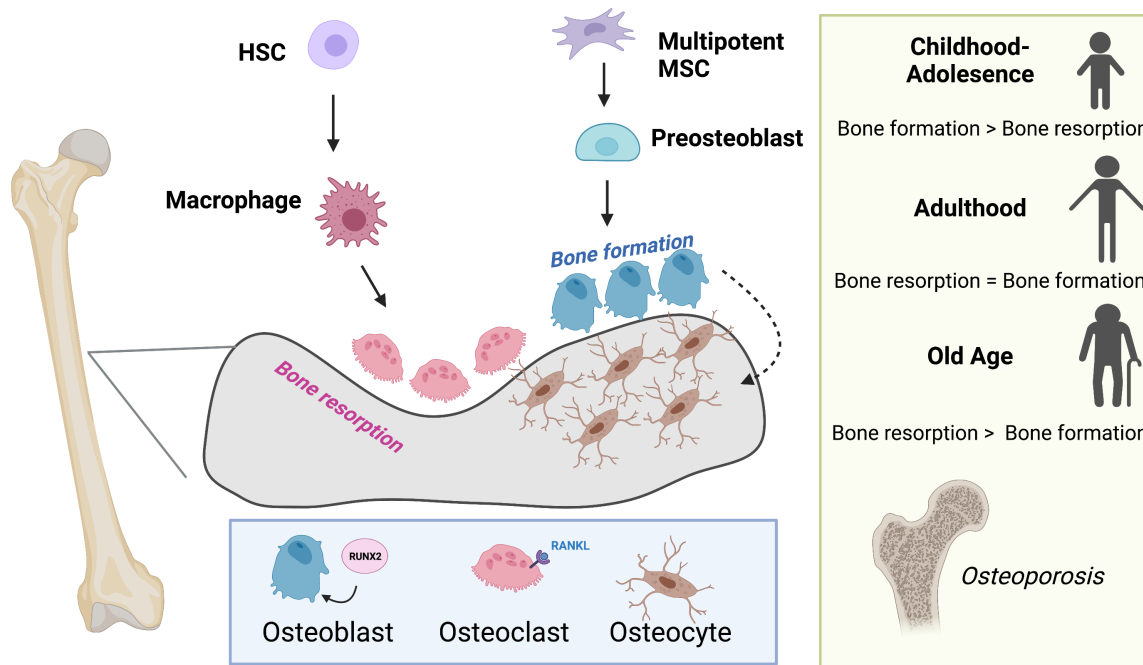 HSC
Multipotent
MSC
Preosteoblast
Macrophage
Bone formation
Bone resorption
RUNX2
RANKL
Osteoblast
Osteoclast
Osteocyte
Childhood-
Adolesence
Bone formation > Bone resorption
Adulthood
Bone resorption = Bone formation
Old Age
Bone resorption > Bone formation
Osteoporosis